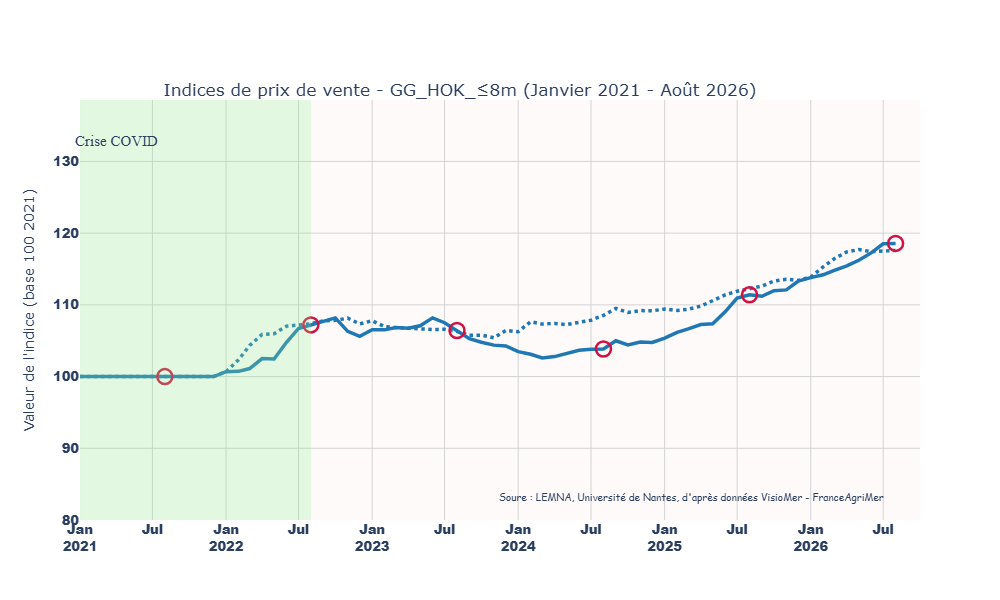 Indices de prix de vente - GG_HOK_≤8m (Janvier 2021 - Août 2026)
Crise COVID
Valeur de l'indice (base 100 2021)
130
120
110
100
90
80
Soure : LEMNA, Université de Nantes, d'après données VisioMer - FranceAgriMer
Jan Jul Jan Jul Jan Jul Jan Jul Jan Jul Jan Jul
2021 2022 2023 2024 2025 2026